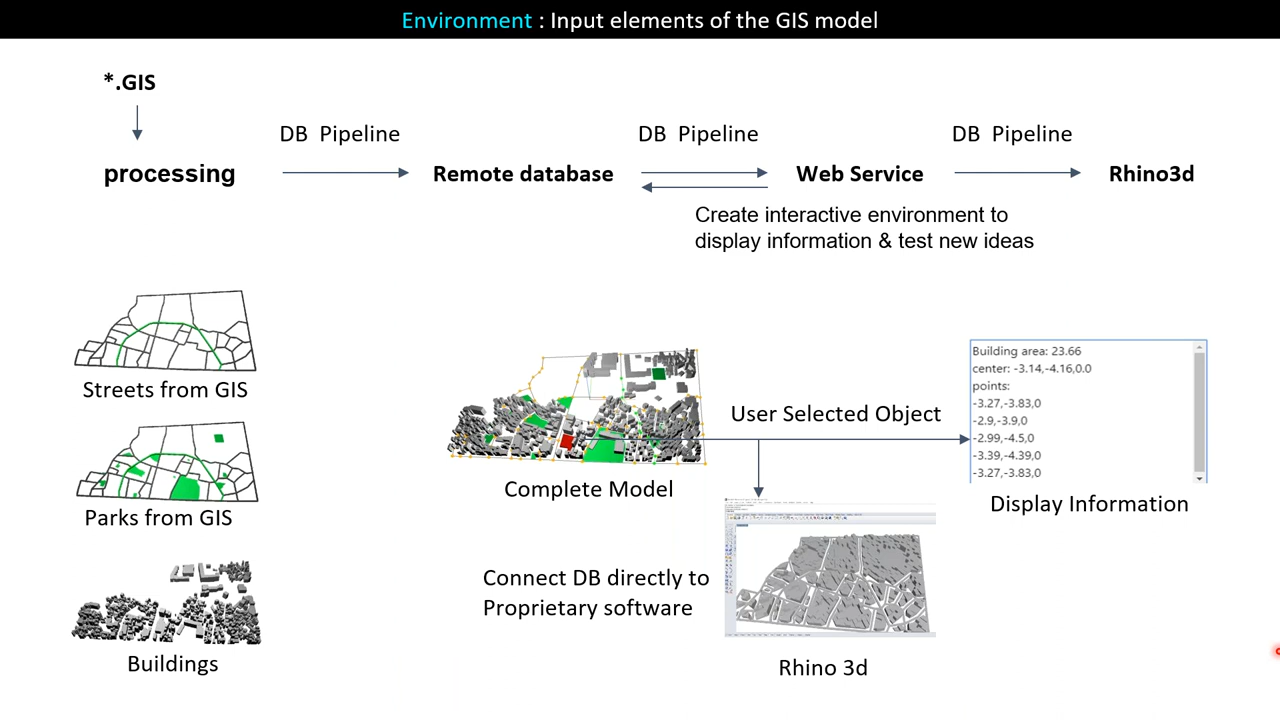 Environment : Input elements of the GIS model
*.GIS
DB Pipeline
DB Pipeline
DB Pipeline
processing
Remote database
Web Service
Rhino3d
Create interactive environment to
display information & test new ideas
Streets from GIS
Parks from GIS
Buildings
Complete Model
User Selected Object
Building area: 23.66
center: -3.14,-4.16,0.0
points:
-3.27,-3.83,0
-2.9,-3.9,0
-2.99,-4.5,0
-3.39,-4.39,0
-3.27,-3.83,0
Display Information
Connect DB directly to
Proprietary software
Rhino 3d